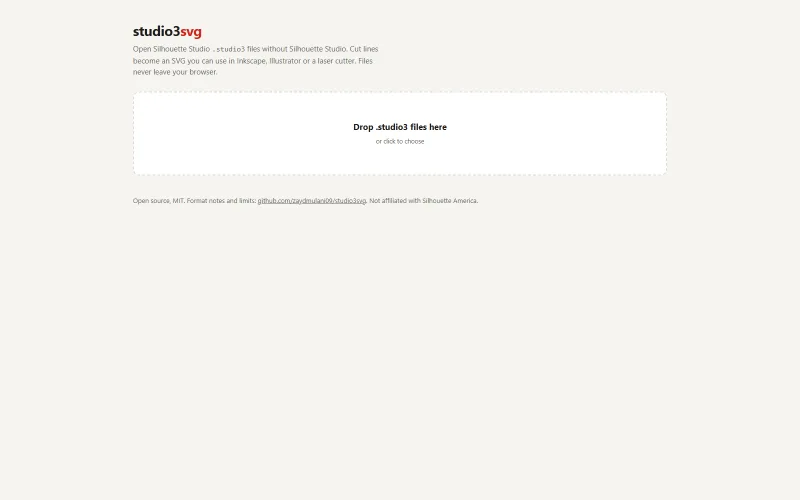 studio3svg
Open Silhouette Studio .studio3 files without Silhouette Studio. Cut lines
become an SVG you can use in Inkscape, Illustrator or a laser cutter. Files
never leave your browser.
Drop .studio3 files here
or click to choose
Open source, MIT. Format notes and limits: github.com/zaydmulani09/studio3svg. Not affiliated with Silhouette America.